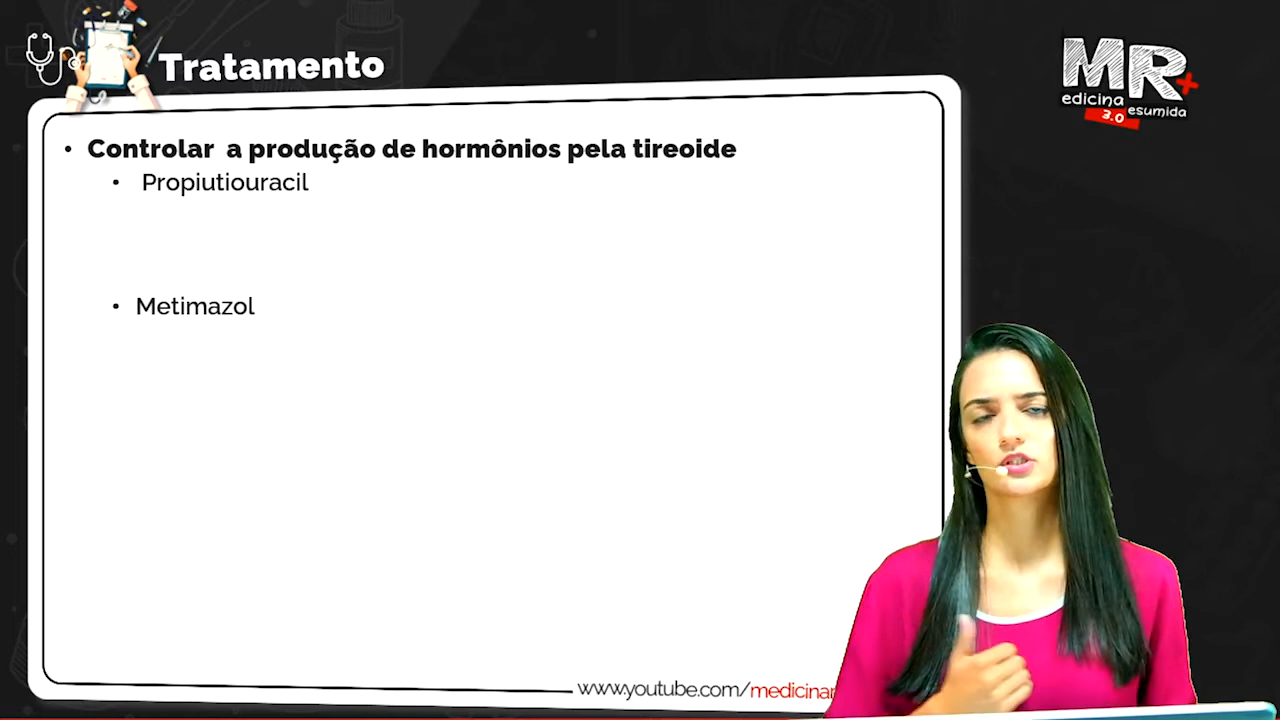 Tratamento
MR+
edicina esumida
3.0
• Controlar a produção de hormônios pela tireoide
• Propiutiouracil
• Metimazol
www.youtube.com/medicinar